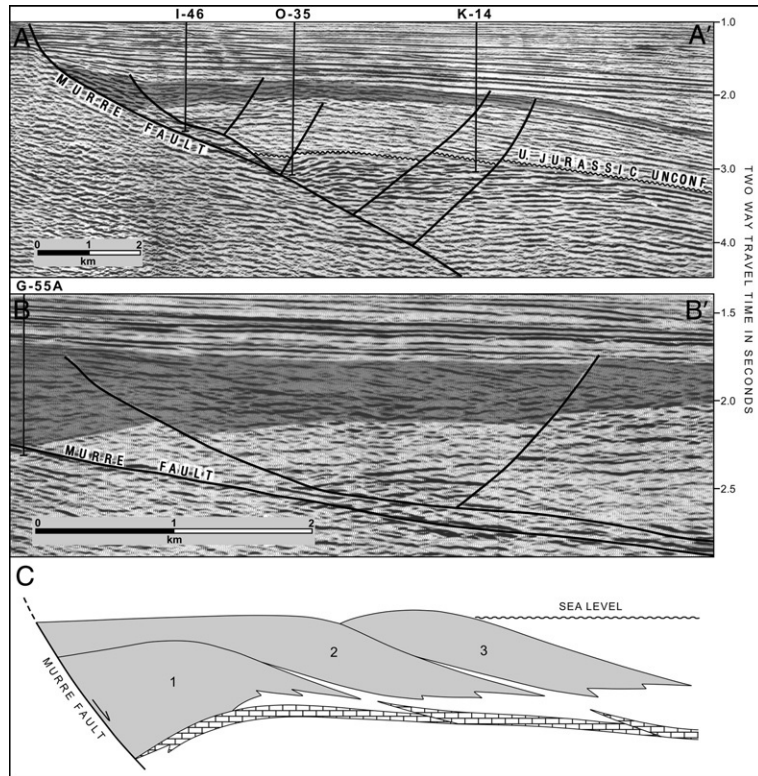 I-46 O-35 K-14
A A'
1.0
MURRE FAULT
2.0
U. JURASSIC UNCONF.
3.0
4.0
0 1 2
km
TWO WAY TRAVEL TIME IN SECONDS
G-55A
B B'
1.5
2.0
MURRE FAULT
2.5
0 1 2
km
C
SEA LEVEL
MURRE FAULT
1
2
3